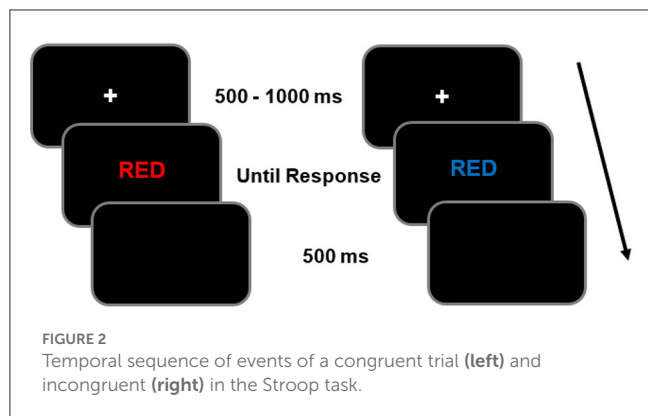 + 500 - 1000 ms +
RED Until Response RED
500 ms
FIGURE 2
Temporal sequence of events of a congruent trial (left) and
incongruent (right) in the Stroop task.